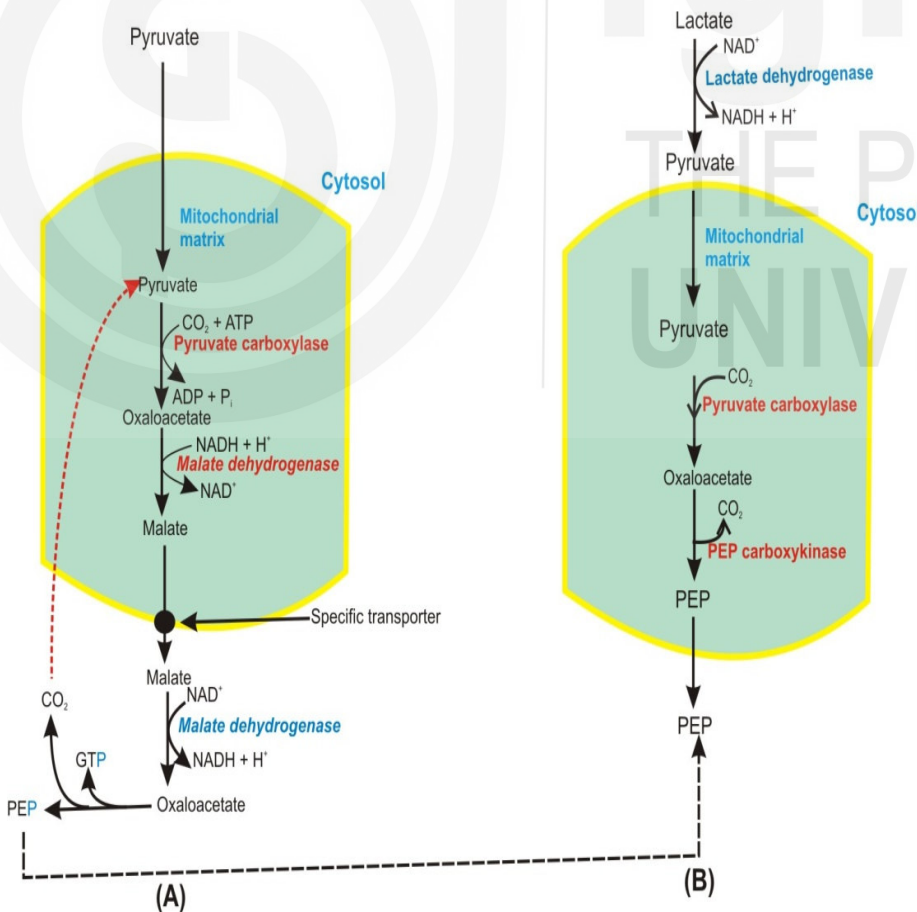 Pyruvate
Cytosol
Mitochondrial
matrix
Pyruvate
CO₂ + ATP
Pyruvate carboxylase
ADP + Pᵢ
Oxaloacetate
NADH + H⁺
Malate dehydrogenase
NAD⁺
Malate
Specific transporter
Malate
NAD⁺
Malate dehydrogenase
NADH + H⁺
CO₂
GTP
PEP
Oxaloacetate
(A)
Lactate
NAD⁺
Lactate dehydrogenase
NADH + H⁺
Pyruvate
Cytoso
Mitochondrial
matrix
Pyruvate
CO₂
Pyruvate carboxylase
Oxaloacetate
CO₂
PEP carboxykinase
PEP
PEP
(B)
THE P
UNIV